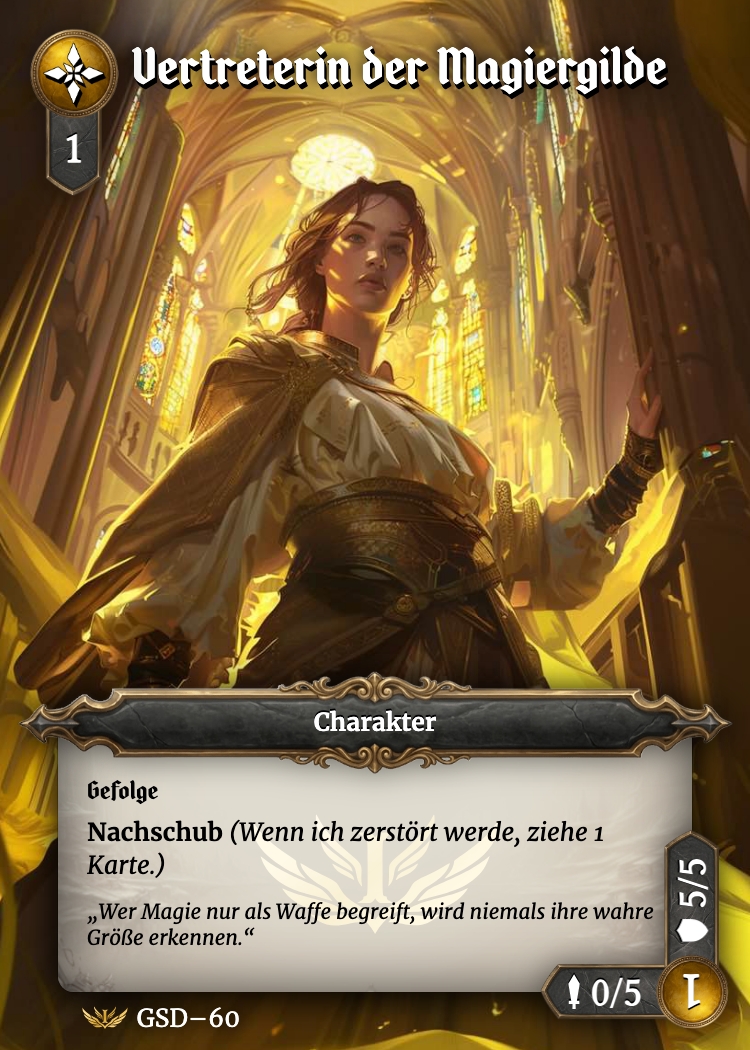 Vertreterin der Magiergilde
1
Charakter
Gefolge
Nachschub (Wenn ich zerstört werde, ziehe 1
Karte.)
„Wer Magie nur als Waffe begreift, wird niemals ihre wahre
Größe erkennen.“
5/5
0/5
1
GSD–60